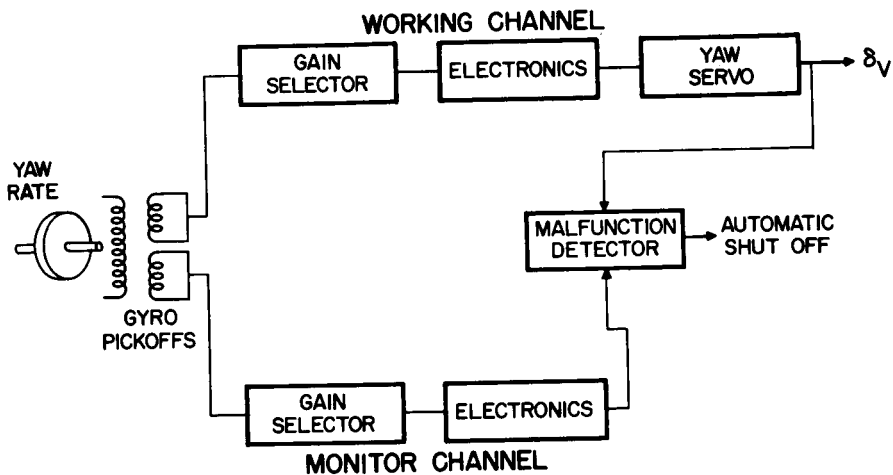 WORKING CHANNEL
GAIN
SELECTOR
ELECTRONICS
YAW
SERVO
δV
YAW
RATE
GYRO
PICKOFFS
MALFUNCTION
DETECTOR
AUTOMATIC
SHUT OFF
GAIN
SELECTOR
ELECTRONICS
MONITOR CHANNEL